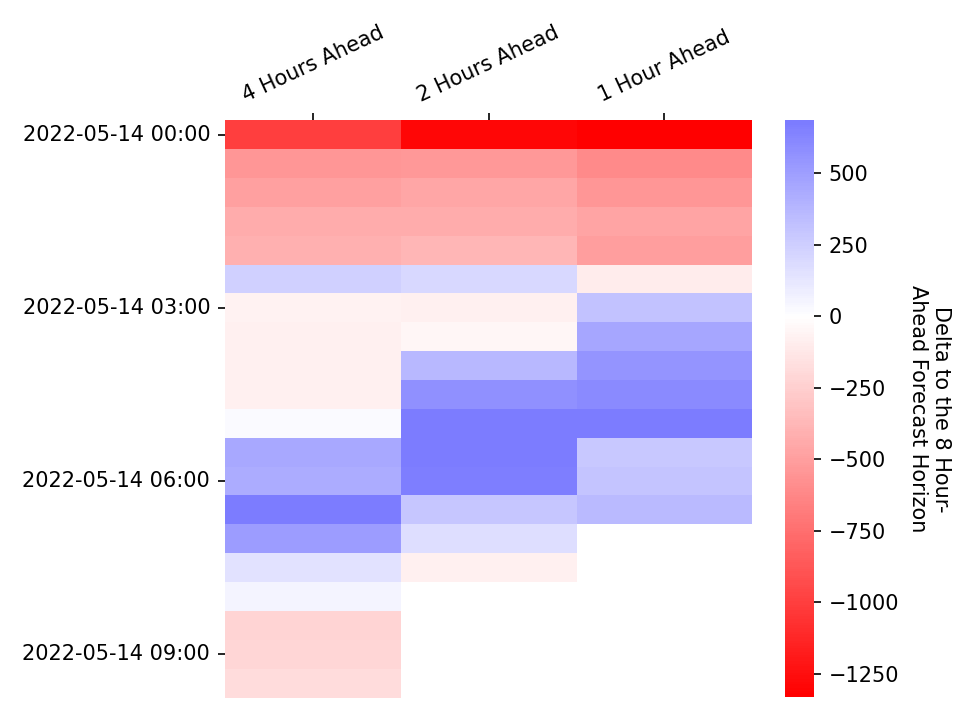 4 Hours Ahead
2 Hours Ahead
1 Hour Ahead
2022-05-14 00:00
2022-05-14 03:00
2022-05-14 06:00
2022-05-14 09:00
500
250
0
−250
−500
−750
−1000
−1250
Delta to the 8 Hour-
Ahead Forecast Horizon